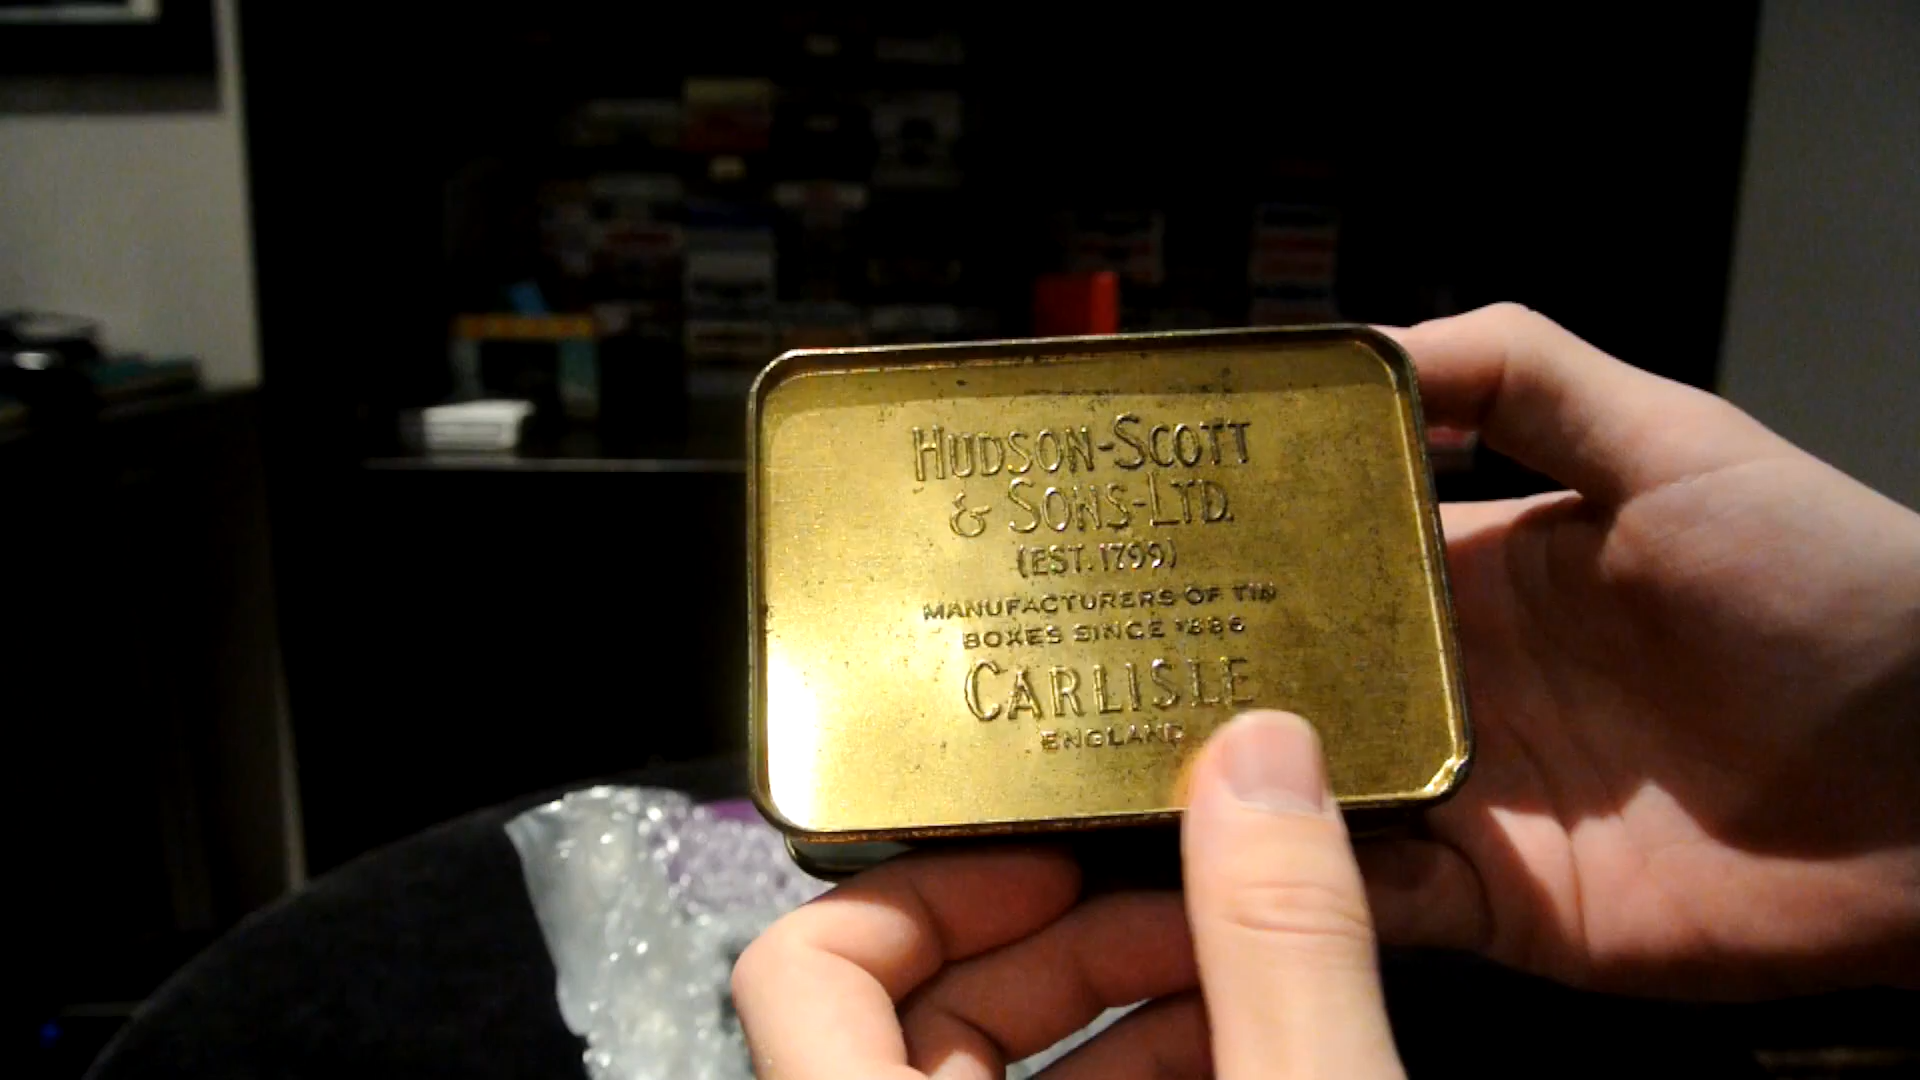 HUDSON-SCOTT
& SONS-LTD.
(EST. 1799)
MANUFACTURERS OF TIN
BOXES SINCE 1886
CARLISLE
ENGLAND